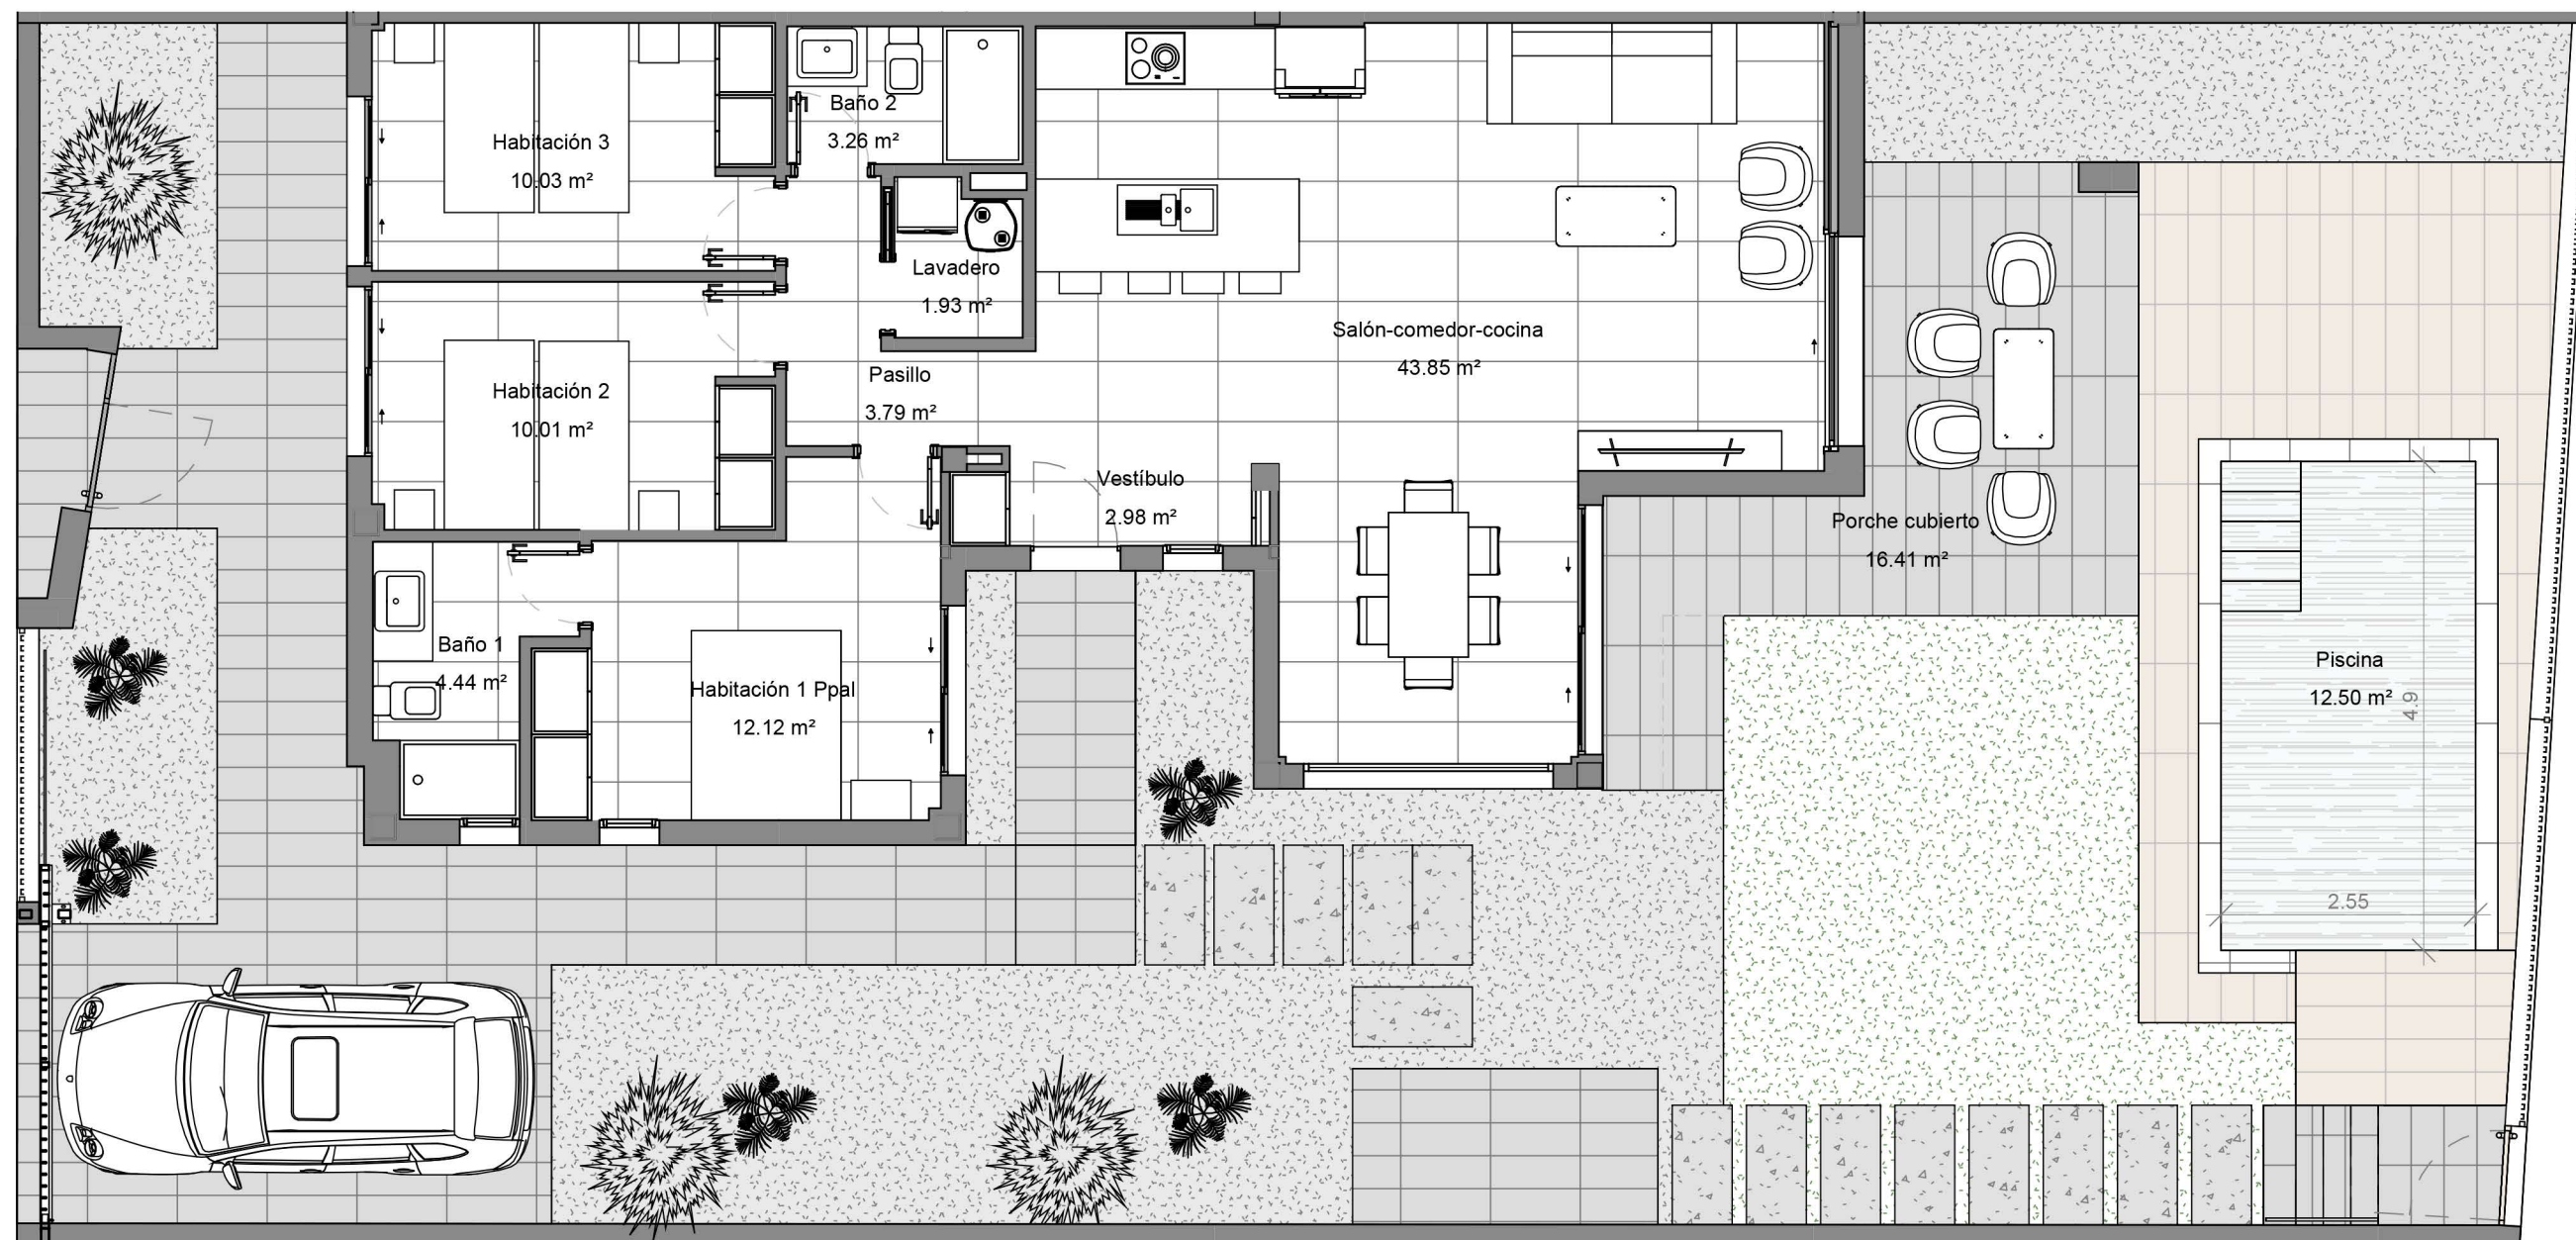 Habitación 3
10.03 m²
Baño 2
3.26 m²
Lavadero
1.93 m²
Salón-comedor-cocina
43.85 m²
Habitación 2
10.01 m²
Pasillo
3.79 m²
Vestíbulo
2.98 m²
Porche cubierto
16.41 m²
Baño 1
4.44 m²
Habitación 1 Ppal
12.12 m²
Piscina
12.50 m²
4.9
2.55